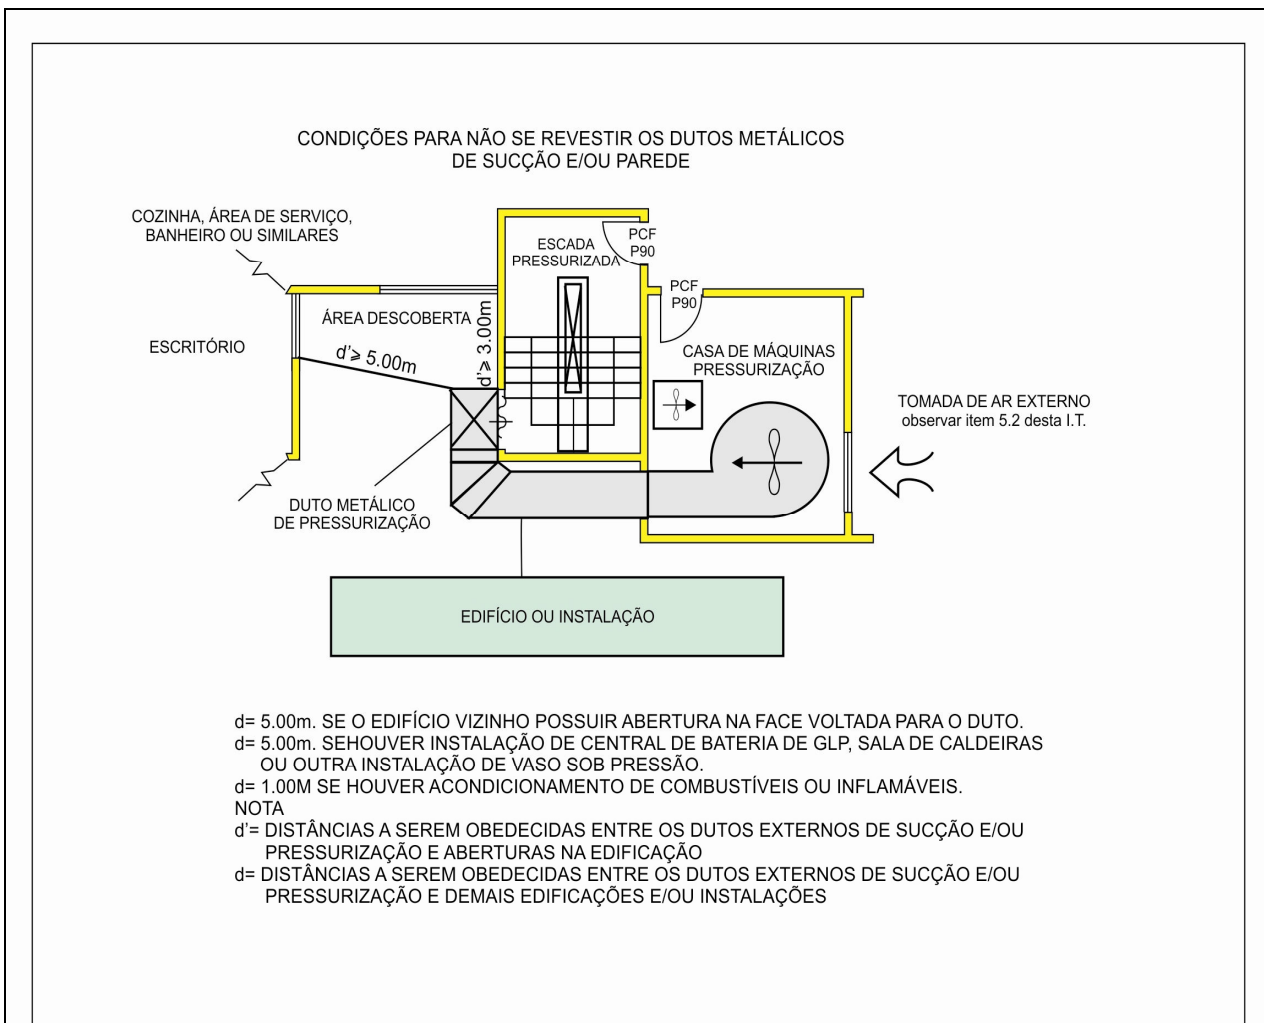 CONDIÇÕES PARA NÃO SE REVESTIR OS DUTOS METÁLICOS
DE SUCÇÃO E/OU PAREDE
COZINHA, ÁREA DE SERVIÇO,
BANHEIRO OU SIMILARES
ESCADA
PRESSURIZADA
PCF
P90
PCF
P90
ÁREA DESCOBERTA
d'⩾ 3.00m
ESCRITÓRIO
d'⩾ 5.00m
CASA DE MÁQUINAS
PRESSURIZAÇÃO
TOMADA DE AR EXTERNO
observar item 5.2 desta I.T.
DUTO METÁLICO
DE PRESSURIZAÇÃO
EDIFÍCIO OU INSTALAÇÃO
d= 5.00m. SE O EDIFÍCIO VIZINHO POSSUIR ABERTURA NA FACE VOLTADA PARA O DUTO.
d= 5.00m. SEHOUVER INSTALAÇÃO DE CENTRAL DE BATERIA DE GLP, SALA DE CALDEIRAS
OU OUTRA INSTALAÇÃO DE VASO SOB PRESSÃO.
d= 1.00M SE HOUVER ACONDICIONAMENTO DE COMBUSTÍVEIS OU INFLAMÁVEIS.
NOTA
d'= DISTÂNCIAS A SEREM OBEDECIDAS ENTRE OS DUTOS EXTERNOS DE SUCÇÃO E/OU
PRESSURIZAÇÃO E ABERTURAS NA EDIFICAÇÃO
d= DISTÂNCIAS A SEREM OBEDECIDAS ENTRE OS DUTOS EXTERNOS DE SUCÇÃO E/OU
PRESSURIZAÇÃO E DEMAIS EDIFICAÇÕES E/OU INSTALAÇÕES